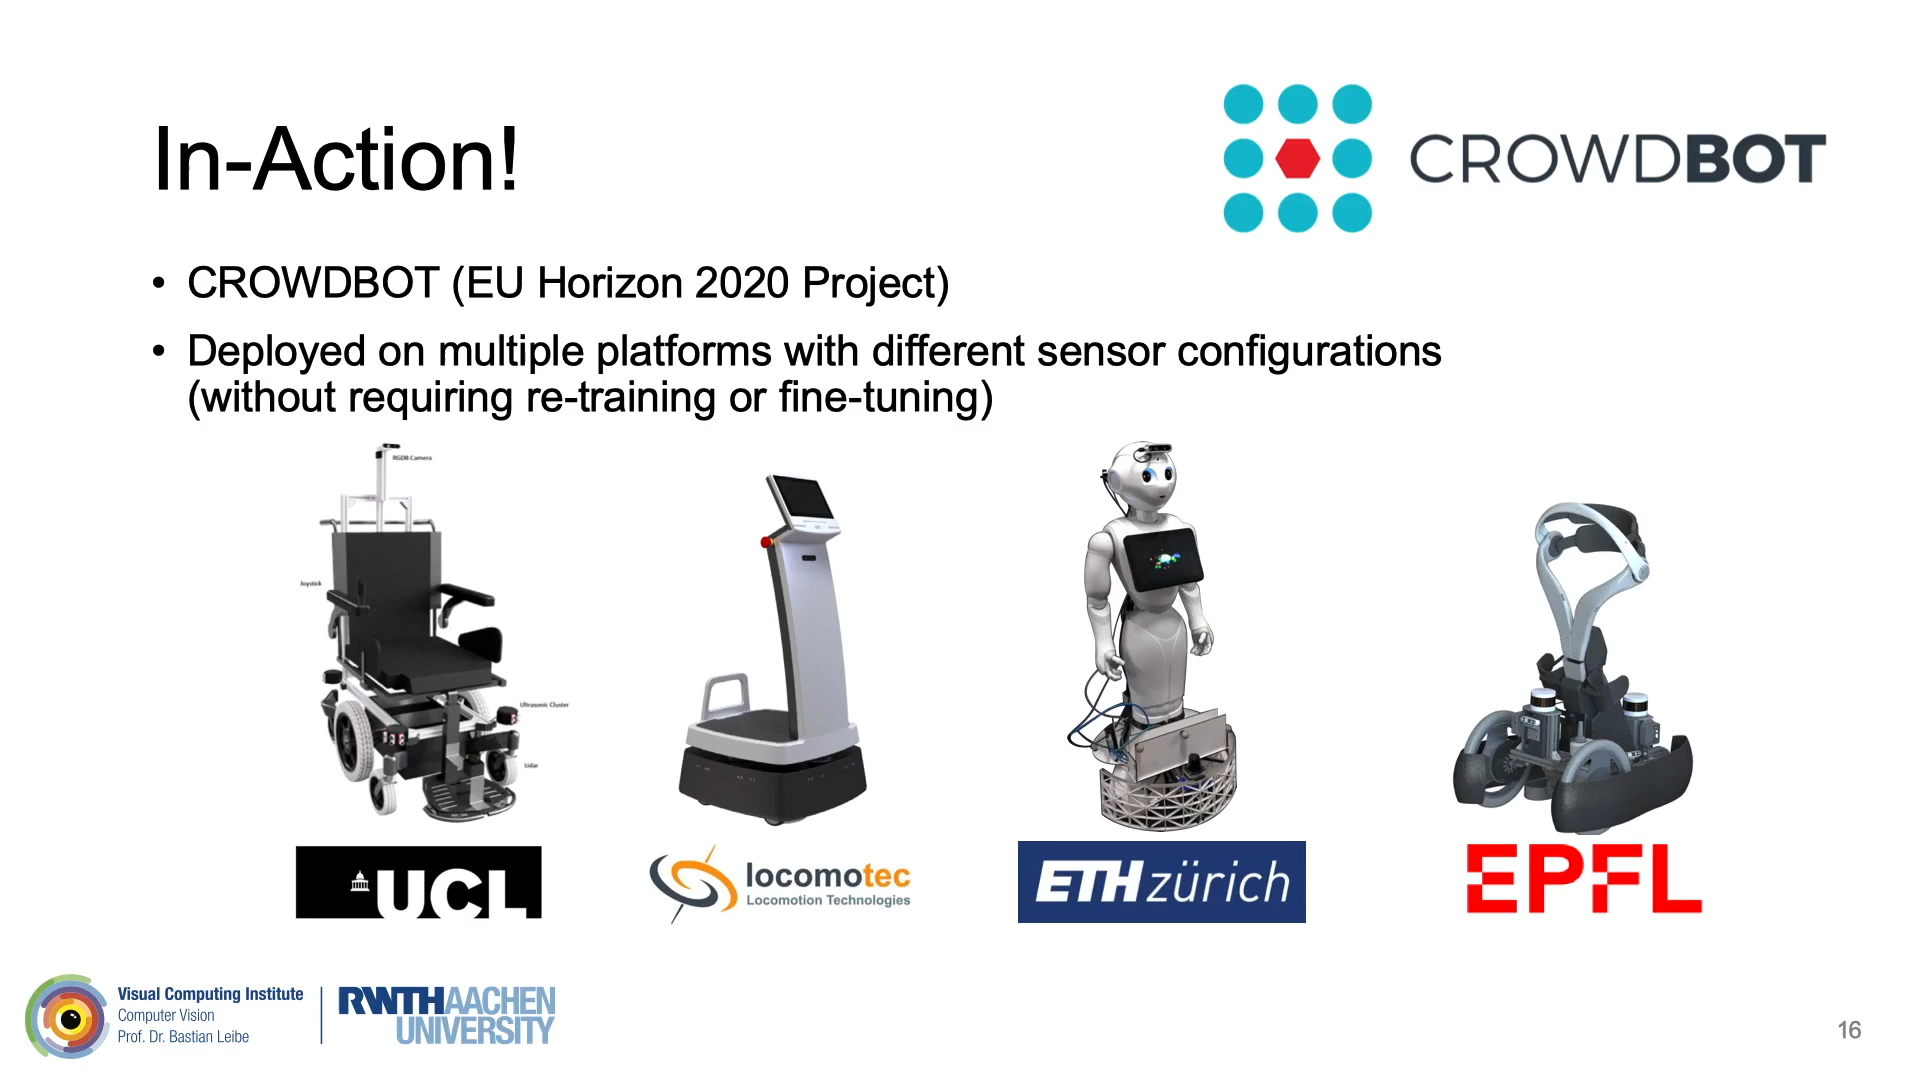 In-Action!
CROWDBOT
• CROWDBOT (EU Horizon 2020 Project)
• Deployed on multiple platforms with different sensor configurations
(without requiring re-training or fine-tuning)
RGDB Camera
Joystick
Ultrasonic Cluster
Lidar
UCL
locomotec
Locomotion Technologies
ETH zürich
EPFL
Visual Computing Institute
Computer Vision
Prof. Dr. Bastian Leibe
RWTH AACHEN
UNIVERSITY
16